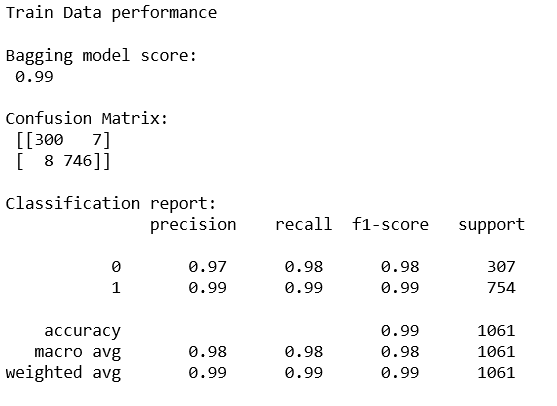 Train Data performance
Bagging model score:
0.99
Confusion Matrix:
[[300   7]
[  8 746]]
Classification report:
precision    recall  f1-score   support
0       0.97      0.98      0.98       307
1       0.99      0.99      0.99       754
accuracy                           0.99      1061
macro avg       0.98      0.98      0.98      1061
weighted avg       0.99      0.99      0.99      1061